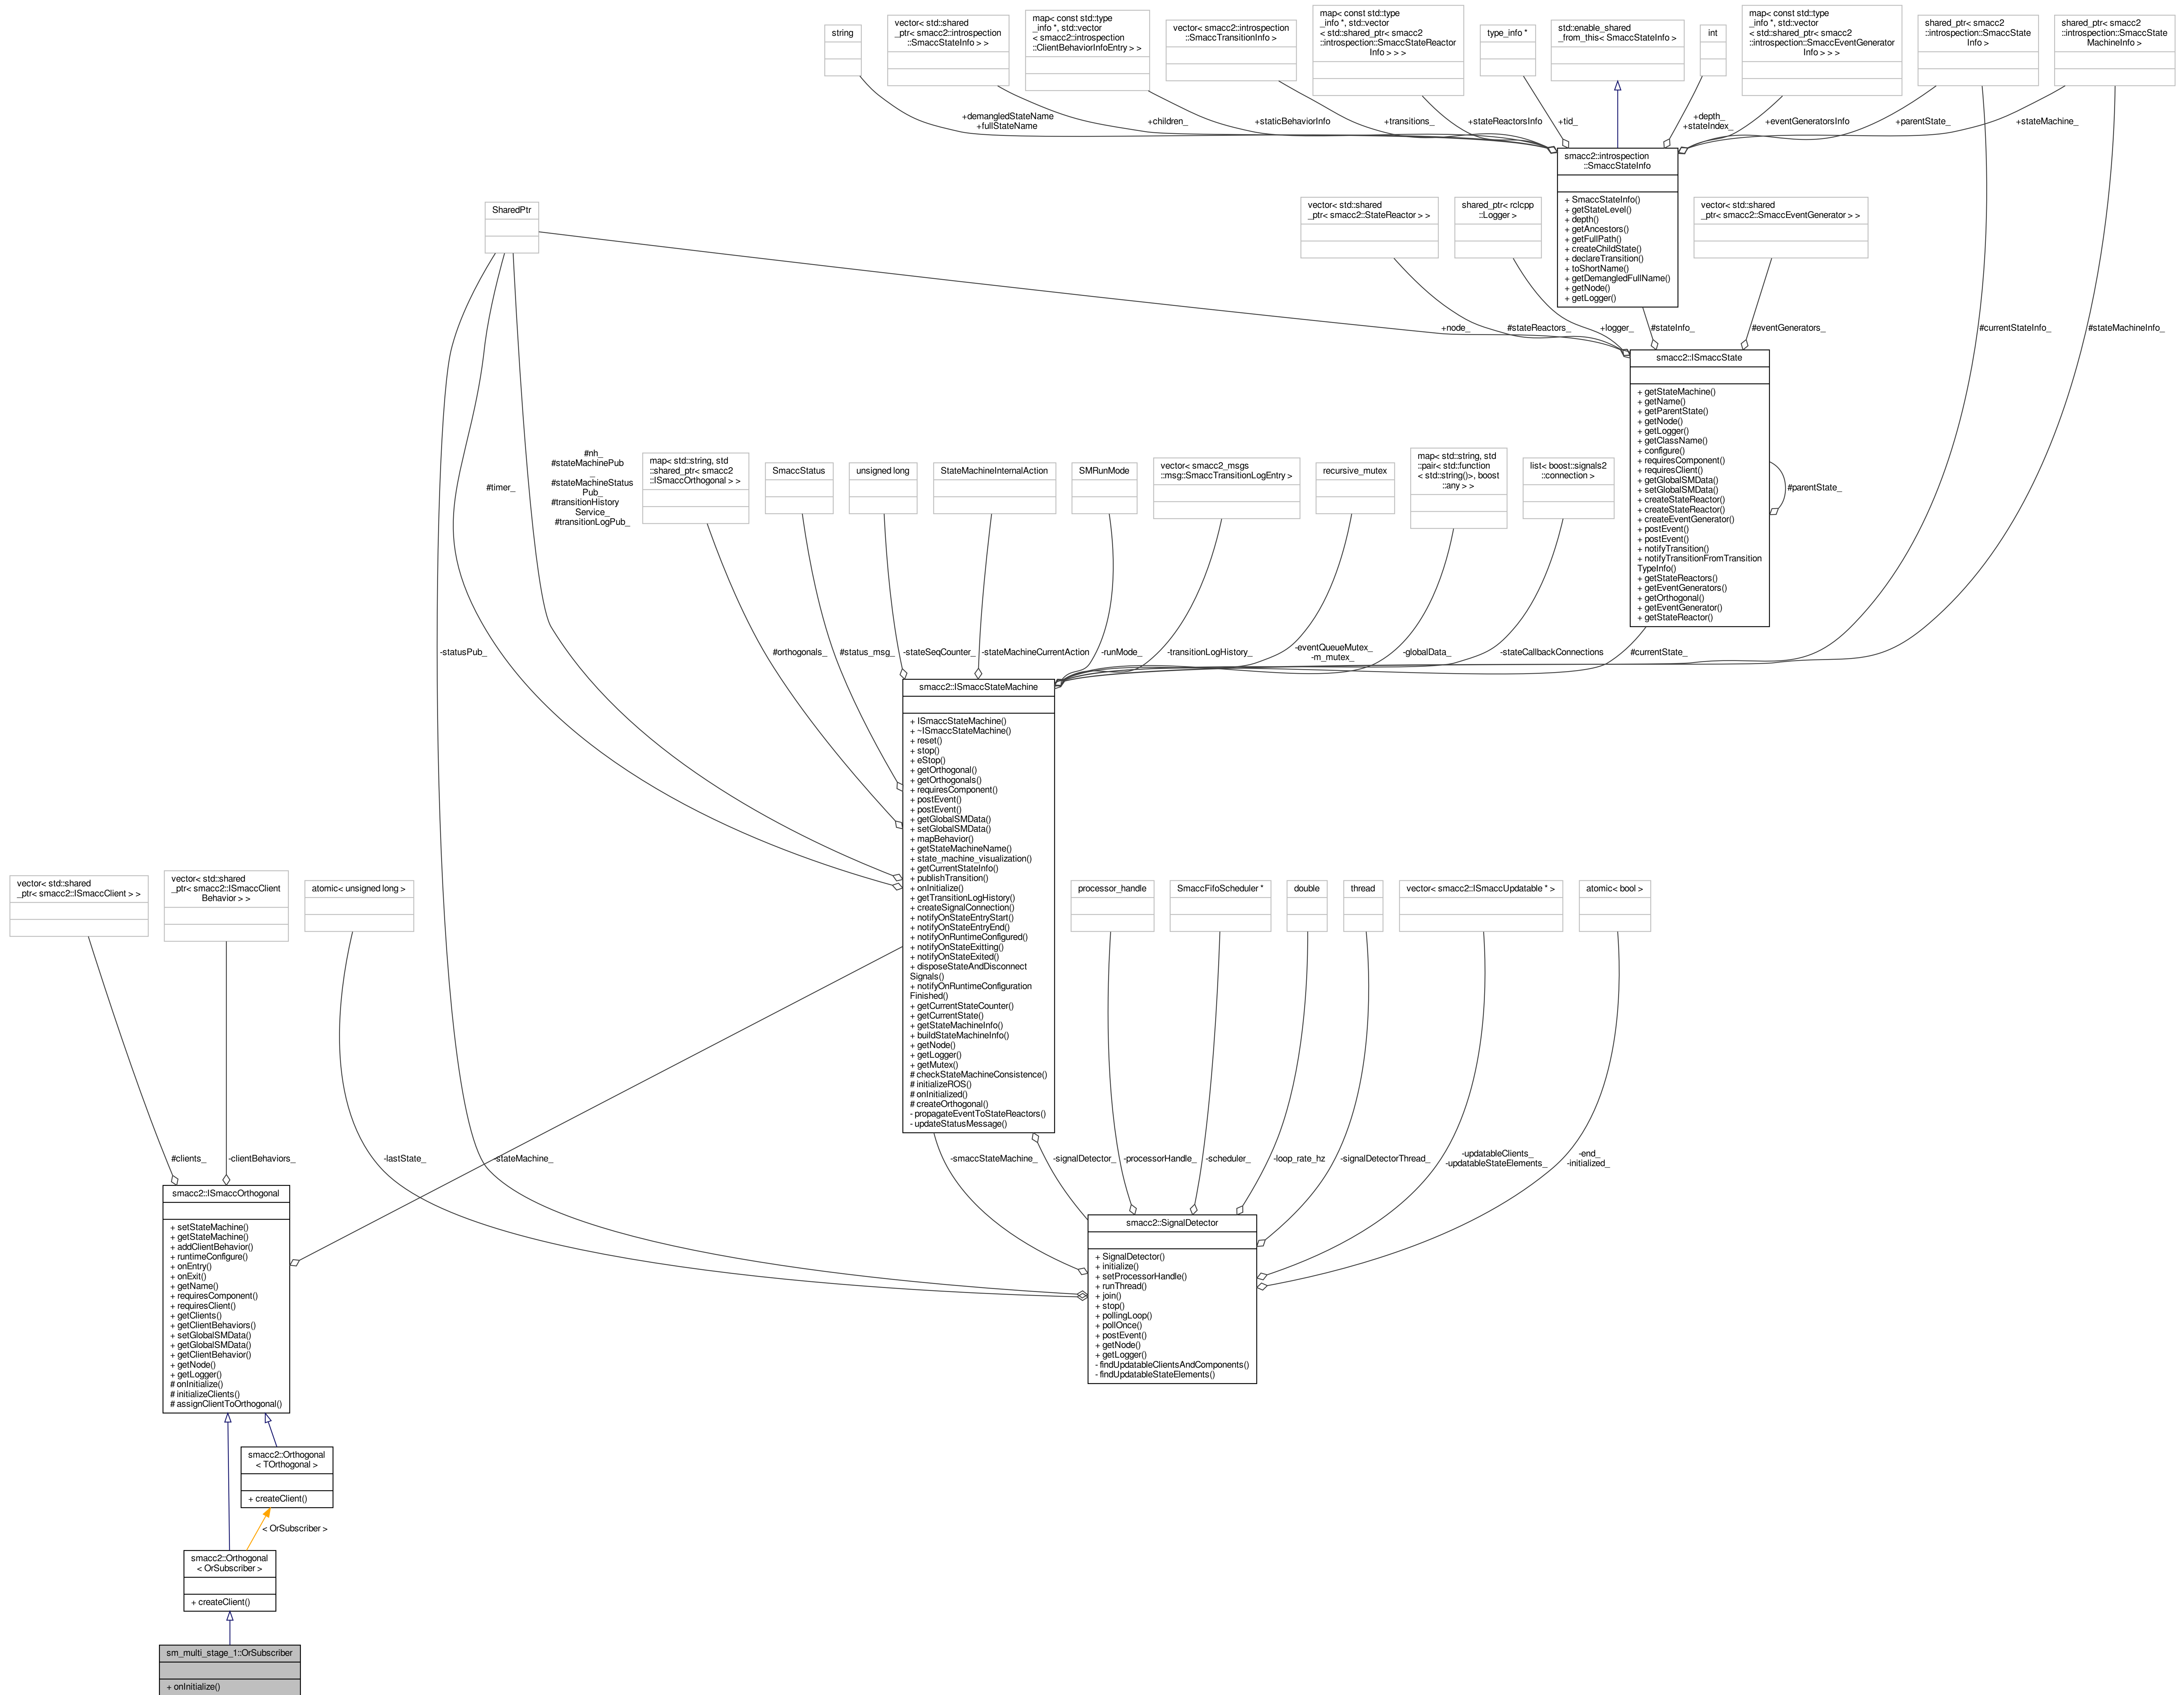 string
vector< std::shared
_ptr< smacc2::introspection
::SmaccStateInfo > >
map< const std::type
_info *, std::vector
< smacc2::introspection
::ClientBehaviorInfoEntry > >
vector< smacc2::introspection
::SmaccTransitionInfo >
map< const std::type
_info *, std::vector
< std::shared_ptr< smacc2
::introspection::SmaccStateReactor
Info > > >
type_info *
std::enable_shared
_from_this< SmaccStateInfo >
int
map< const std::type
_info *, std::vector
< std::shared_ptr< smacc2
::introspection::SmaccEventGenerator
Info > > >
shared_ptr< smacc2
::introspection::SmaccState
Info >
shared_ptr< smacc2
::introspection::SmaccState
MachineInfo >
+demangledStateName
+fullStateName
+children_
+staticBehaviorInfo
+transitions_
+stateReactorsInfo
+tid_
+depth_
+stateIndex_
+eventGeneratorsInfo
+parentState_
+stateMachine_
smacc2::introspection
::SmaccStateInfo
+ SmaccStateInfo()
+ getStateLevel()
+ depth()
+ getAncestors()
+ getFullPath()
+ createChildState()
+ declareTransition()
+ toShortName()
+ getDemangledFullName()
+ getNode()
+ getLogger()
SharedPtr
vector< std::shared
_ptr< smacc2::StateReactor > >
shared_ptr< rclcpp
::Logger >
vector< std::shared
_ptr< smacc2::SmaccEventGenerator > >
+node_
#stateReactors_
+logger_
#stateInfo_
#eventGenerators_
#currentStateInfo_
#stateMachineInfo_
smacc2::ISmaccState
+ getStateMachine()
+ getName()
+ getParentState()
+ getNode()
+ getLogger()
+ getClassName()
+ configure()
+ requiresComponent()
+ requiresClient()
+ getGlobalSMData()
+ setGlobalSMData()
+ createStateReactor()
+ createStateReactor()
+ createEventGenerator()
+ postEvent()
+ postEvent()
+ notifyTransition()
+ notifyTransitionFromTransition
TypeInfo()
+ getStateReactors()
+ getEventGenerators()
+ getOrthogonal()
+ getEventGenerator()
+ getStateReactor()
#parentState_
#timer_
#nh_
#stateMachinePub
_
#stateMachineStatus
Pub_
#transitionHistory
Service_
#transitionLogPub_
map< std::string, std
::shared_ptr< smacc2
::ISmaccOrthogonal > >
SmaccStatus
unsigned long
StateMachineInternalAction
SMRunMode
vector< smacc2_msgs
::msg::SmaccTransitionLogEntry >
recursive_mutex
map< std::string, std
::pair< std::function
< std::string()>, boost
::any > >
list< boost::signals2
::connection >
-statusPub_
#orthogonals_
#status_msg_
-stateSeqCounter_
-stateMachineCurrentAction
-runMode_
-transitionLogHistory_
-eventQueueMutex_
-m_mutex_
-globalData_
-stateCallbackConnections
#currentState_
smacc2::ISmaccStateMachine
+ ISmaccStateMachine()
+ ~ISmaccStateMachine()
+ reset()
+ stop()
+ eStop()
+ getOrthogonal()
+ getOrthogonals()
+ requiresComponent()
+ postEvent()
+ postEvent()
+ getGlobalSMData()
+ setGlobalSMData()
+ mapBehavior()
+ getStateMachineName()
+ state_machine_visualization()
+ getCurrentStateInfo()
+ publishTransition()
+ onInitialize()
+ getTransitionLogHistory()
+ createSignalConnection()
+ notifyOnStateEntryStart()
+ notifyOnStateEntryEnd()
+ notifyOnRuntimeConfigured()
+ notifyOnStateExitting()
+ notifyOnStateExited()
+ disposeStateAndDisconnect
Signals()
+ notifyOnRuntimeConfiguration
Finished()
+ getCurrentStateCounter()
+ getCurrentState()
+ getStateMachineInfo()
+ buildStateMachineInfo()
+ getNode()
+ getLogger()
+ getMutex()
# checkStateMachineConsistence()
# initializeROS()
# onInitialized()
# createOrthogonal()
- propagateEventToStateReactors()
- updateStatusMessage()
vector< std::shared
_ptr< smacc2::ISmaccClient > >
vector< std::shared
_ptr< smacc2::ISmaccClient
Behavior > >
atomic< unsigned long >
processor_handle
SmaccFifoScheduler *
double
thread
vector< smacc2::ISmaccUpdatable * >
atomic< bool >
#clients_
-clientBehaviors_
-lastState_
-stateMachine_
-smaccStateMachine_
-signalDetector_
-processorHandle_
-scheduler_
-loop_rate_hz
-signalDetectorThread_
-updatableClients_
-updatableStateElements_
-end_
-initialized_
smacc2::ISmaccOrthogonal
+ setStateMachine()
+ getStateMachine()
+ addClientBehavior()
+ runtimeConfigure()
+ onEntry()
+ onExit()
+ getName()
+ requiresComponent()
+ requiresClient()
+ getClients()
+ getClientBehaviors()
+ setGlobalSMData()
+ getGlobalSMData()
+ getClientBehavior()
+ getNode()
+ getLogger()
# onInitialize()
# initializeClients()
# assignClientToOrthogonal()
smacc2::SignalDetector
+ SignalDetector()
+ initialize()
+ setProcessorHandle()
+ runThread()
+ join()
+ stop()
+ pollingLoop()
+ pollOnce()
+ postEvent()
+ getNode()
+ getLogger()
- findUpdatableClientsAndComponents()
- findUpdatableStateElements()
smacc2::Orthogonal
< TOrthogonal >
+ createClient()
< OrSubscriber >
smacc2::Orthogonal
< OrSubscriber >
+ createClient()
sm_multi_stage_1::OrSubscriber
+ onInitialize()